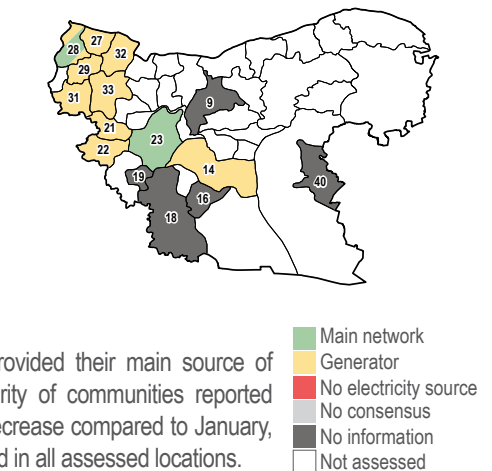 27
28
32
29
9
33
31
21
23
22
14
19
40
16
18
rovided their main source of
rity of communities reported
ecrease compared to January,
d in all assessed locations.
Main network
Generator
No electricity source
No consensus
No information
Not assessed